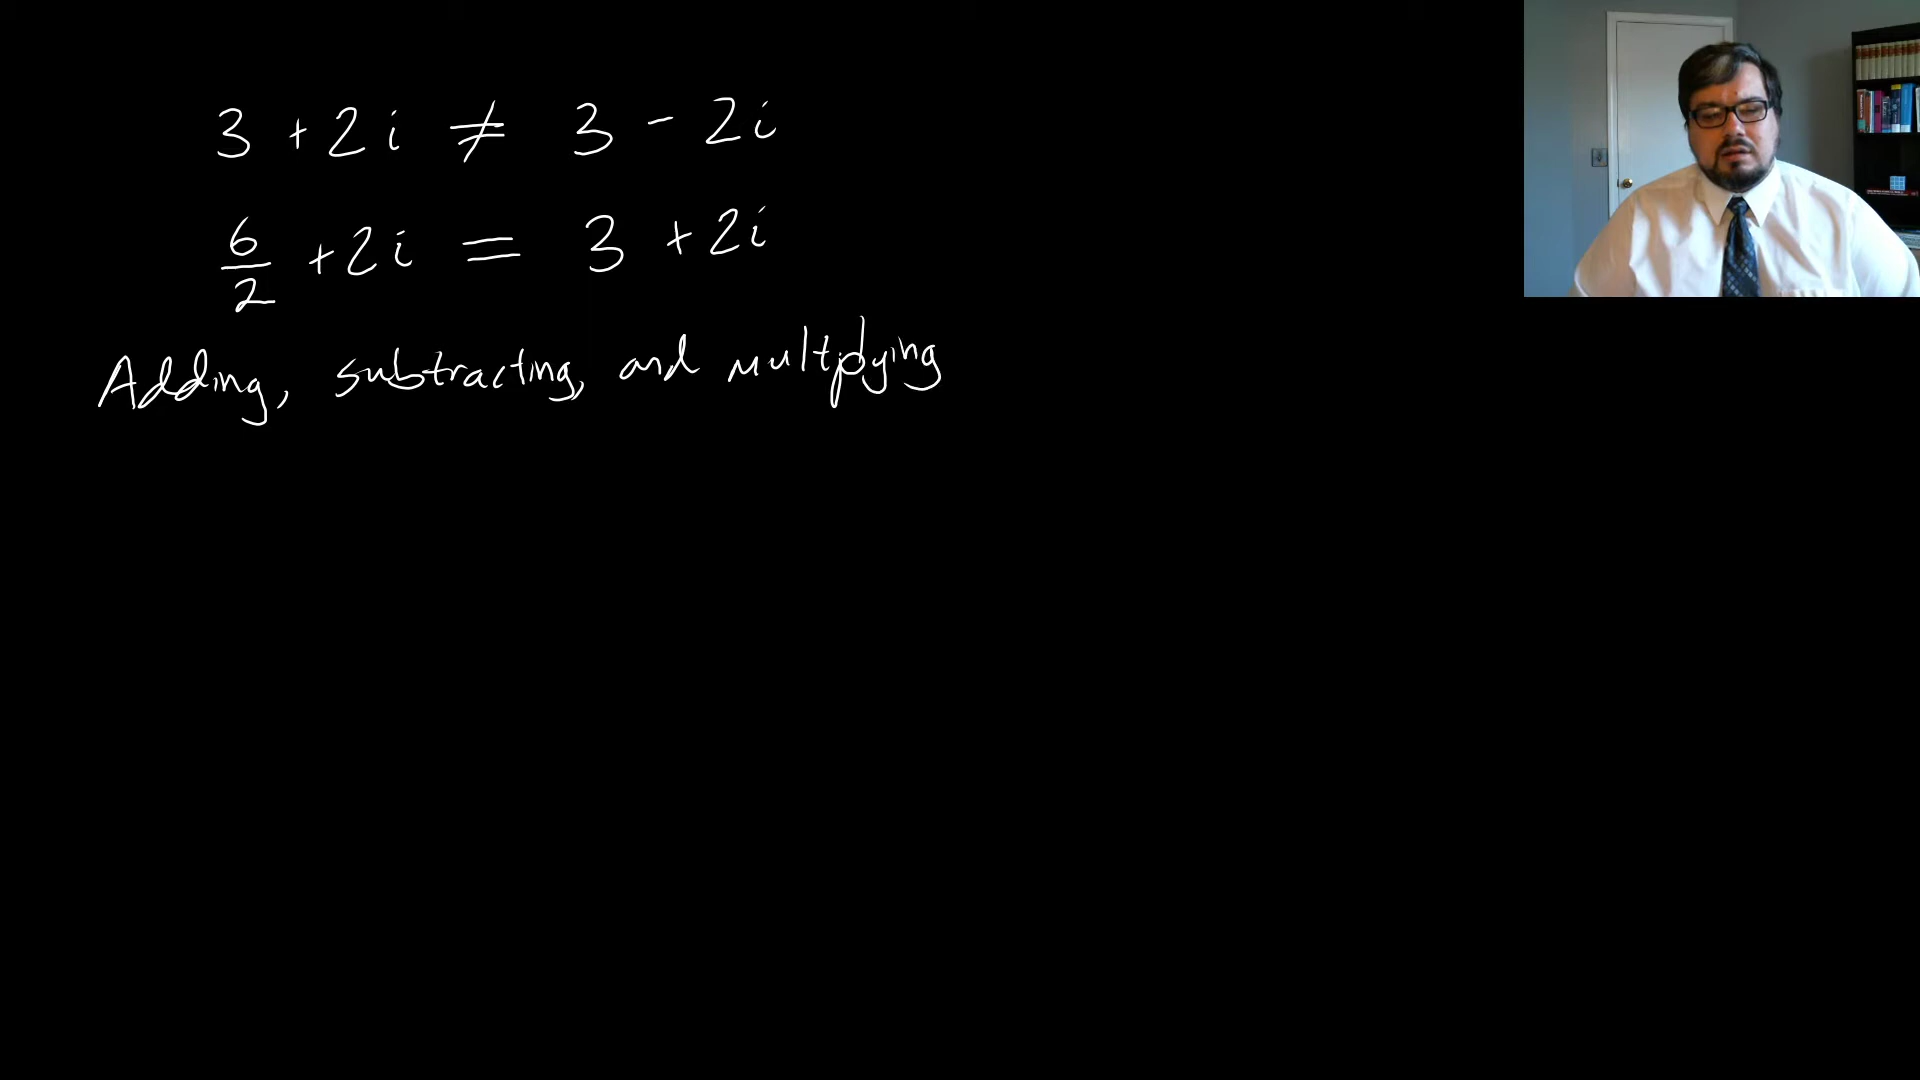 3 + 2i ≠ 3 - 2i
6/2 + 2i = 3 + 2i
Adding, subtracting, and multiplying